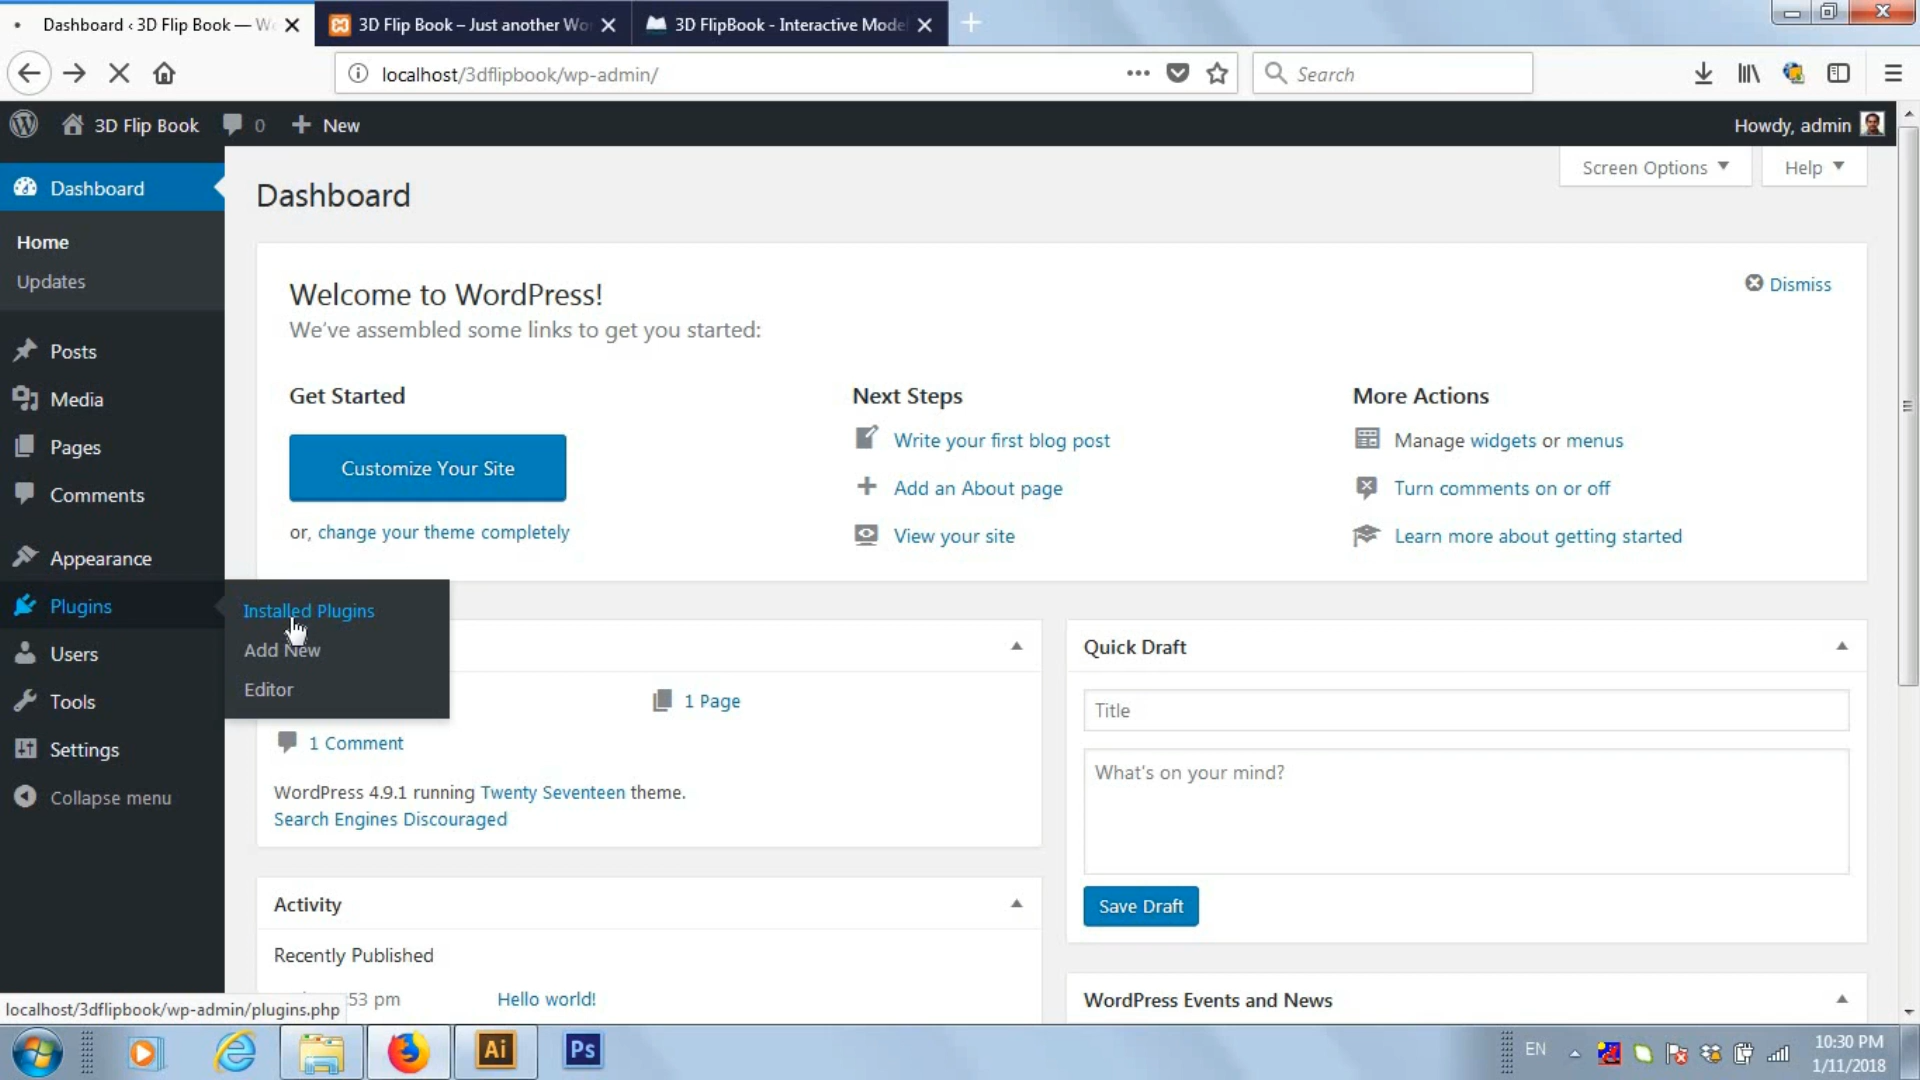 Dashboard ‹ 3D Flip Book — W
3D Flip Book – Just another Wo
3D FlipBook - Interactive Mode
localhost/3dflipbook/wp-admin/
Search
3D Flip Book
0
New
Howdy, admin
Dashboard
Home
Updates
Posts
Media
Pages
Comments
Appearance
Plugins
Users
Tools
Settings
Collapse menu
Installed Plugins
Add New
Editor
Screen Options
Help
Dashboard
Welcome to WordPress!
We've assembled some links to get you started:
Dismiss
Get Started
Customize Your Site
or, change your theme completely
Next Steps
Write your first blog post
Add an About page
View your site
More Actions
Manage widgets or menus
Turn comments on or off
Learn more about getting started
1 Page
1 Comment
WordPress 4.9.1 running Twenty Seventeen theme.
Search Engines Discouraged
Activity
Recently Published
53 pm
Hello world!
Quick Draft
Title
What's on your mind?
Save Draft
WordPress Events and News
localhost/3dflipbook/wp-admin/plugins.php
Ai
Ps
EN
10:30 PM
1/11/2018